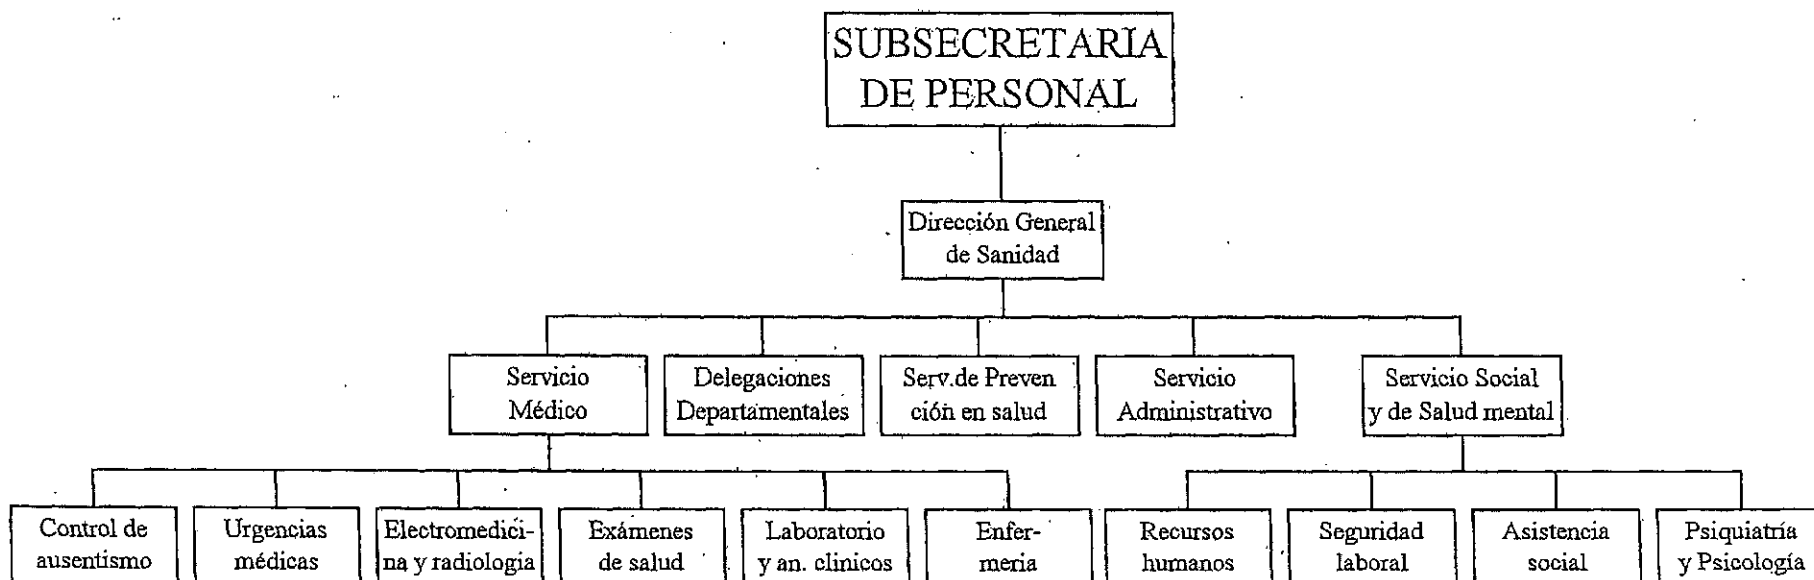 SUBSECRETARIA
DE PERSONAL
Dirección General
de Sanidad
Servicio
Médico
Delegaciones
Departamentales
Serv.de Preven
ción en salud
Servicio
Administrativo
Servicio Social
y de Salud mental
Control de
ausentismo
Urgencias
médicas
Electromedici-
na y radiología
Exámenes
de salud
Laboratorio
y an. clinicos
Enfer-
meria
Recursos
humanos
Seguridad
laboral
Asistencia
social
Psiquiatría
y Psicología